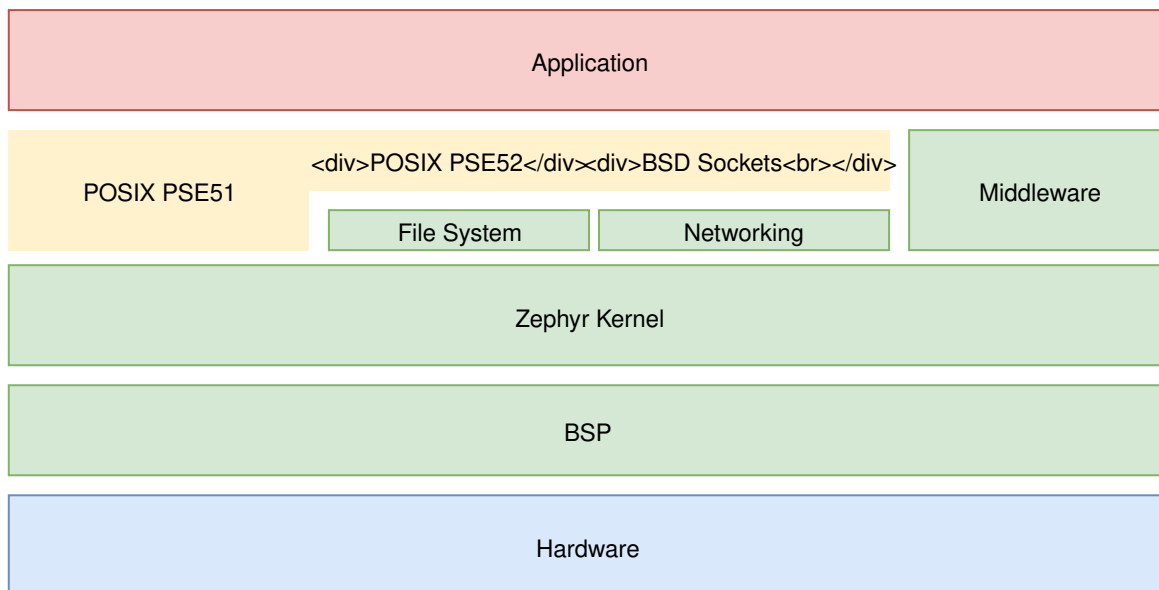 Application
<div>POSIX PSE52</div><div>BSD Sockets<br></div>
POSIX PSE51
Middleware
File System
Networking
Zephyr Kernel
BSP
Hardware